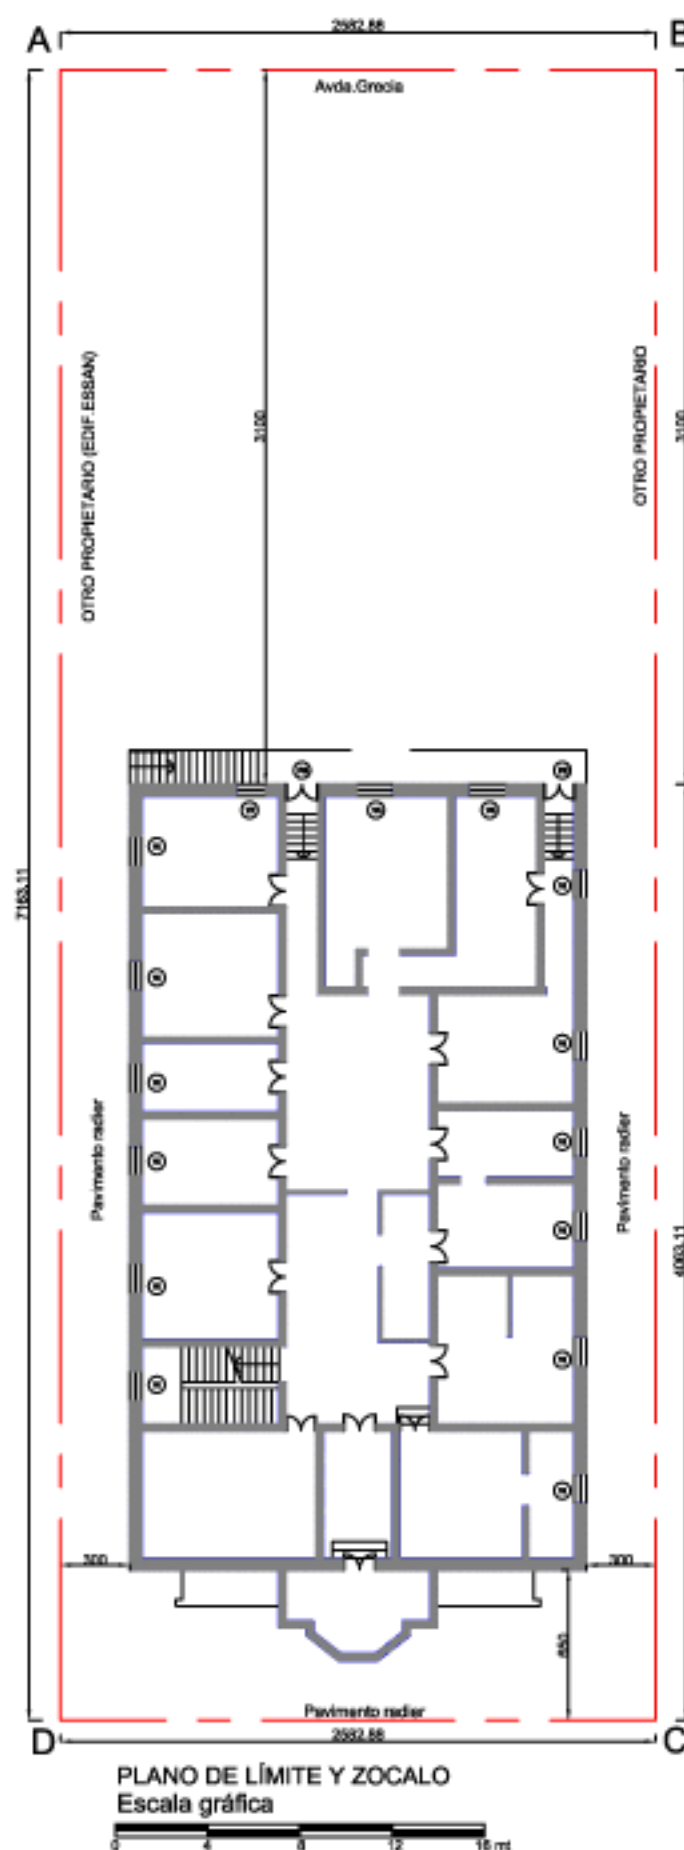 A
2582.88
B
Avda.Grecia
OTRO PROPIETARIO (EDIF.ESSAN)
3100
OTRO PROPIETARIO
3100
7163.11
Pavimento radier
Pavimento radier
4063.11
300
300
650
Pavimento radier
D
2582.88
C
PLANO DE LÍMITE Y ZOCALO
Escala gráfica
0 4 8 12 16 mt